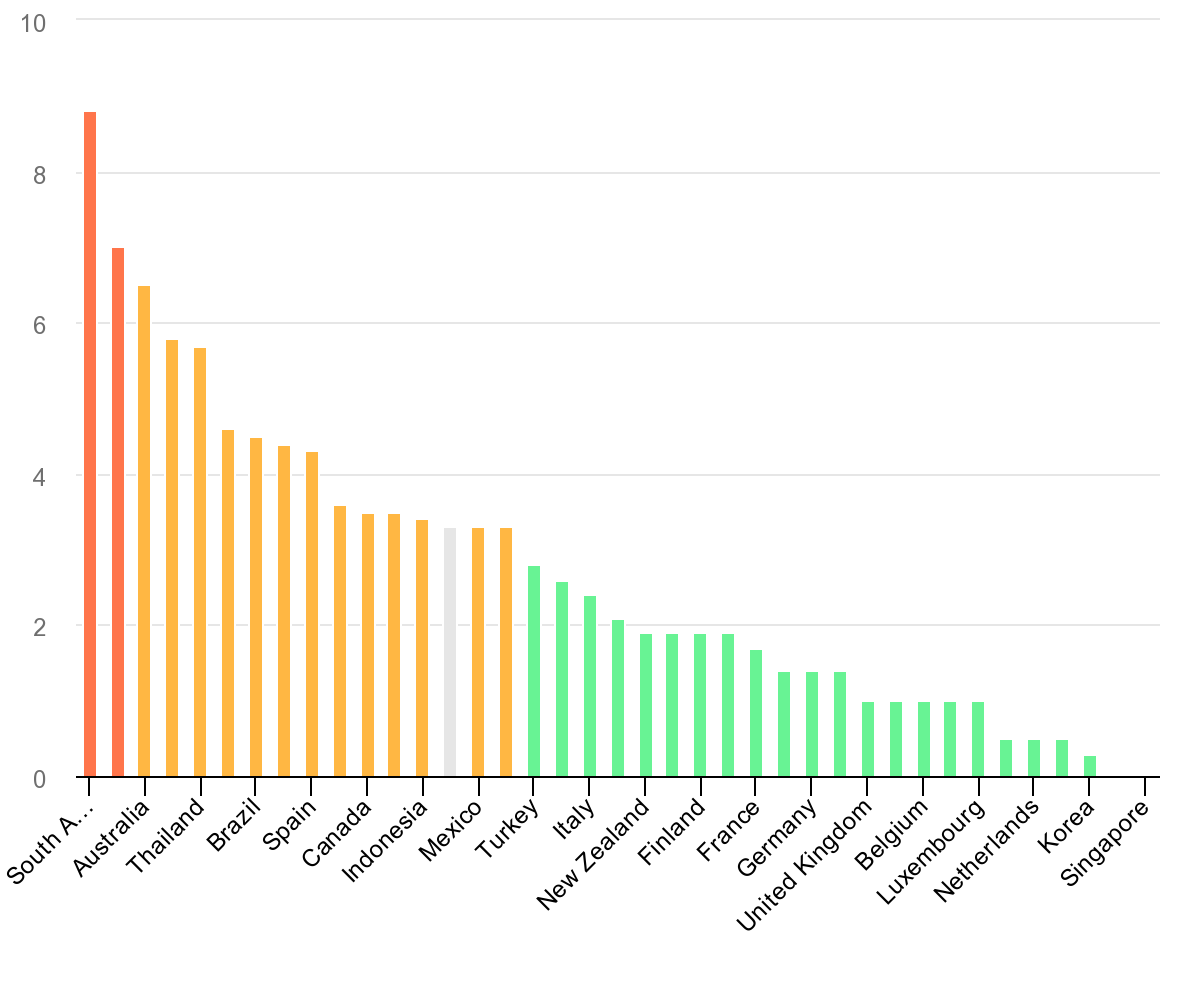 10
8
6
4
2
0
South A...
Australia
Thailand
Brazil
Spain
Canada
Indonesia
Mexico
Turkey
Italy
New Zealand
Finland
France
Germany
United Kingdom
Belgium
Luxembourg
Netherlands
Korea
Singapore